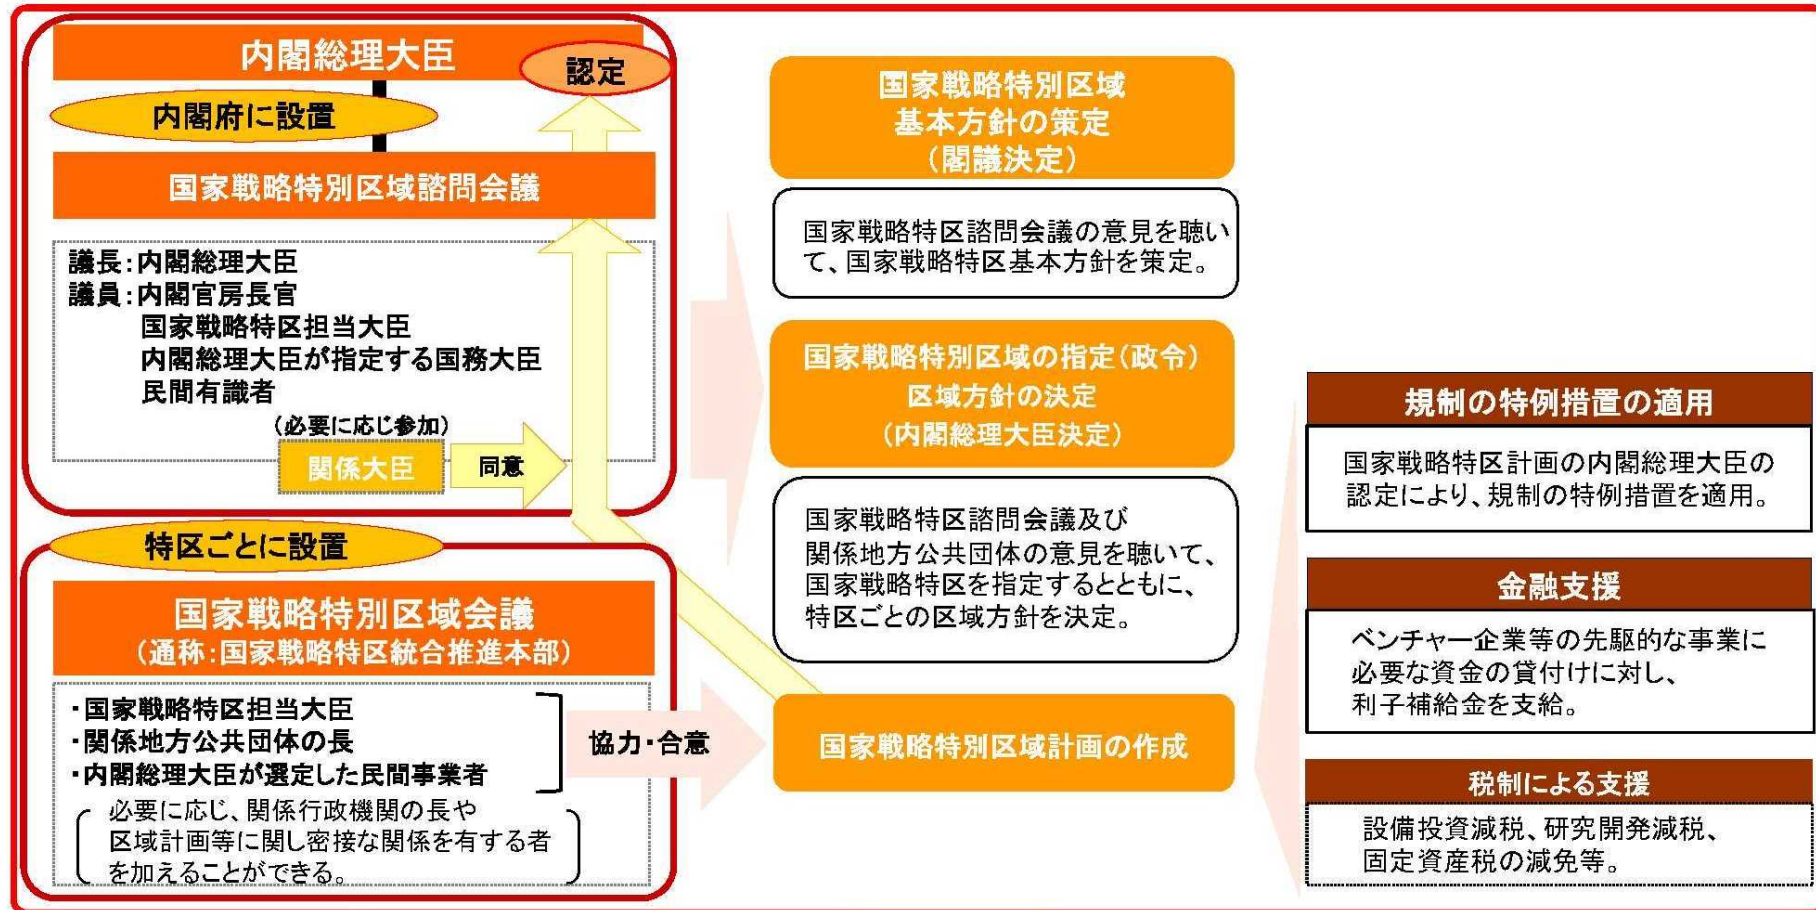 内閣総理大臣
認定
内閣府に設置
国家戦略特別区域諮問会議
議長：内閣総理大臣
議員：内閣官房長官
国家戦略特区担当大臣
内閣総理大臣が指定する国務大臣
民間有識者
（必要に応じ参加）
関係大臣
同意
特区ごとに設置
国家戦略特別区域会議
（通称：国家戦略特区統合推進本部）
・国家戦略特区担当大臣
・関係地方公共団体の長
・内閣総理大臣が選定した民間事業者
必要に応じ、関係行政機関の長や
区域計画等に関し密接な関係を有する者
を加えることができる。
協力・合意
国家戦略特別区域
基本方針の策定
（閣議決定）
国家戦略特区諮問会議の意見を聴い
て、国家戦略特区基本方針を策定。
国家戦略特別区域の指定（政令）
区域方針の決定
（内閣総理大臣決定）
国家戦略特区諮問会議及び
関係地方公共団体の意見を聴いて、
国家戦略特区を指定するとともに、
特区ごとの区域方針を決定。
国家戦略特別区域計画の作成
規制の特例措置の適用
国家戦略特区計画の内閣総理大臣の
認定により、規制の特例措置を適用。
金融支援
ベンチャー企業等の先駆的な事業に
必要な資金の貸付けに対し、
利子補給金を支給。
税制による支援
設備投資減税、研究開発減税、
固定資産税の減免等。